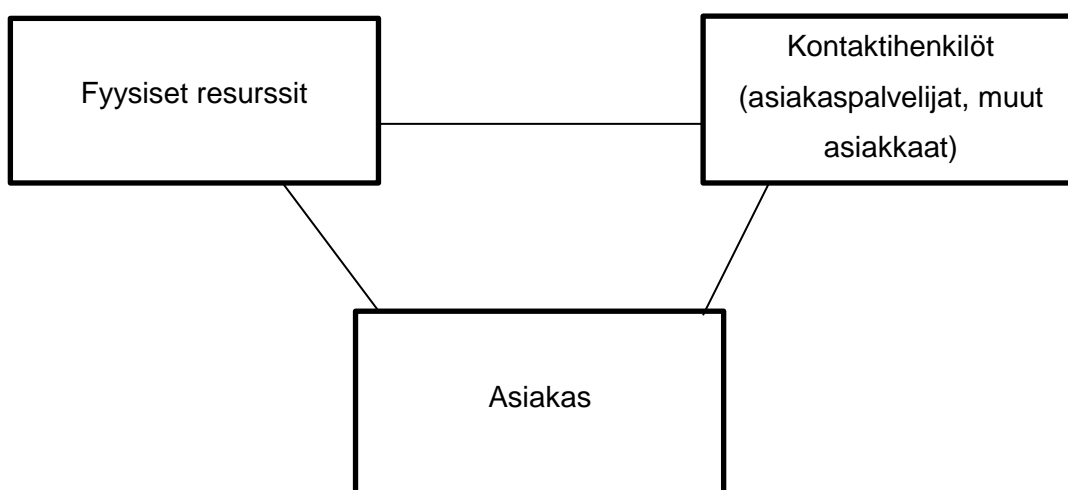 Fyysiset resurssit
Kontaktihenkilöt
(asiakaspalvelijat, muut
asiakkaat)
Asiakas